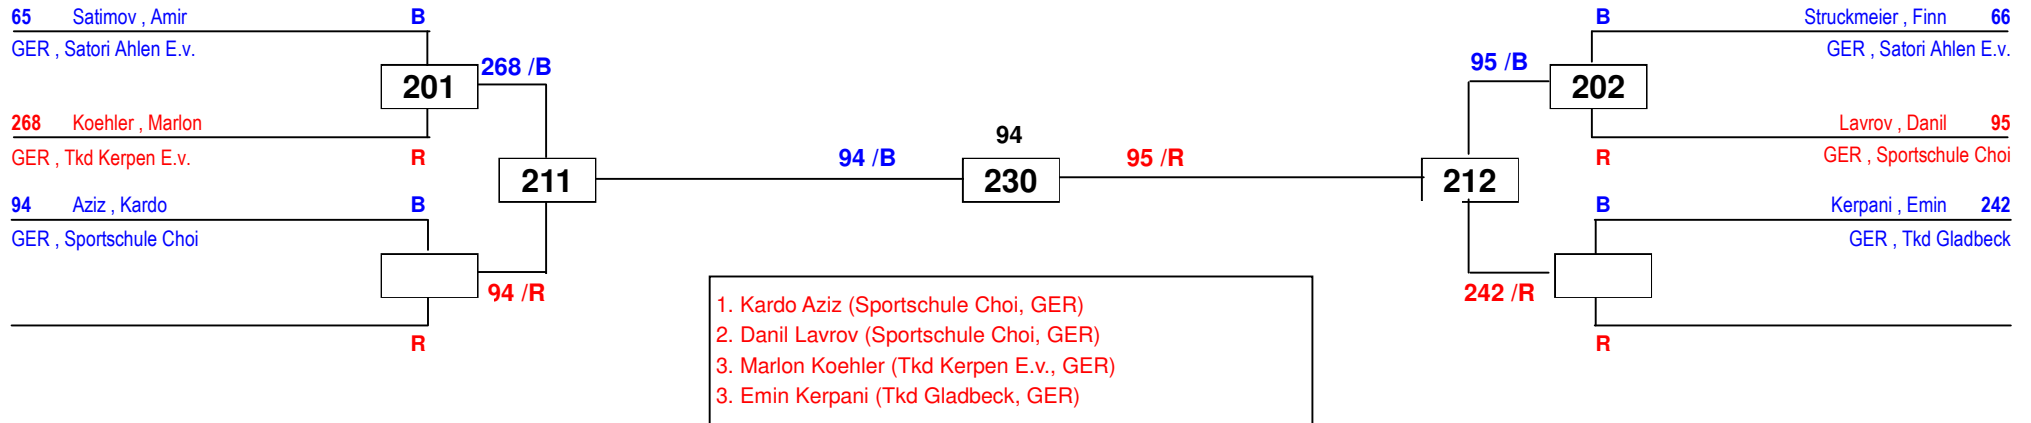 65 Satimov , Amir B
GER , Satori Ahlen E.v.
201
268 /B
268 Koehler , Marlon
GER , Tkd Kerpen E.v. R
211
94 Aziz , Kardo B
GER , Sportschule Choi
94 /R
R
94 /B
94
230
95 /R
B Struckmeier , Finn 66
GER , Satori Ahlen E.v.
95 /B
202
Lavrov , Danil 95
R GER , Sportschule Choi
212
B Kerpani , Emin 242
GER , Tkd Gladbeck
242 /R
R
1. Kardo Aziz (Sportschule Choi, GER)
2. Danil Lavrov (Sportschule Choi, GER)
3. Marlon Koehler (Tkd Kerpen E.v., GER)
3. Emin Kerpani (Tkd Gladbeck, GER)